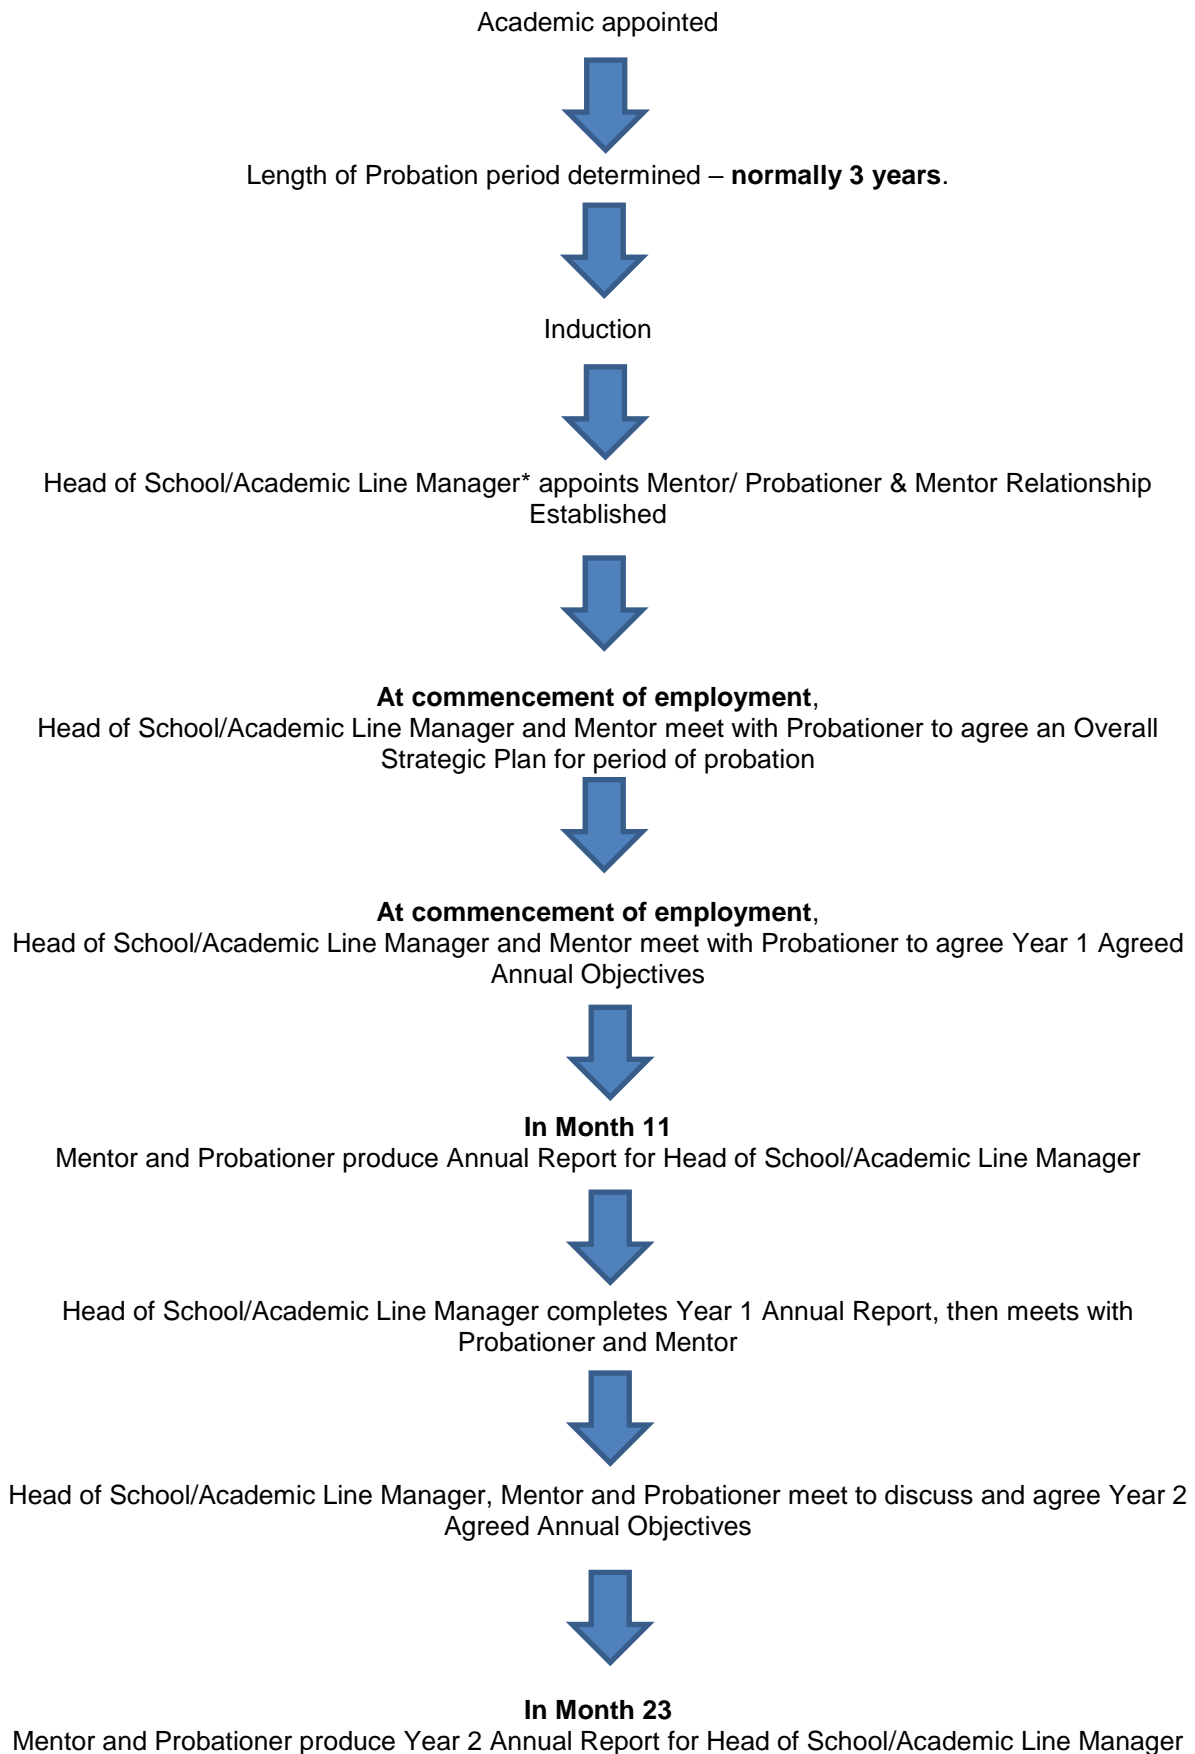 Academic appointed
Length of Probation period determined – normally 3 years.
Induction
Head of School/Academic Line Manager* appoints Mentor/ Probationer & Mentor Relationship
Established
At commencement of employment,
Head of School/Academic Line Manager and Mentor meet with Probationer to agree an Overall
Strategic Plan for period of probation
At commencement of employment,
Head of School/Academic Line Manager and Mentor meet with Probationer to agree Year 1 Agreed
Annual Objectives
In Month 11
Mentor and Probationer produce Annual Report for Head of School/Academic Line Manager
Head of School/Academic Line Manager completes Year 1 Annual Report, then meets with
Probationer and Mentor
Head of School/Academic Line Manager, Mentor and Probationer meet to discuss and agree Year 2
Agreed Annual Objectives
In Month 23
Mentor and Probationer produce Year 2 Annual Report for Head of School/Academic Line Manager